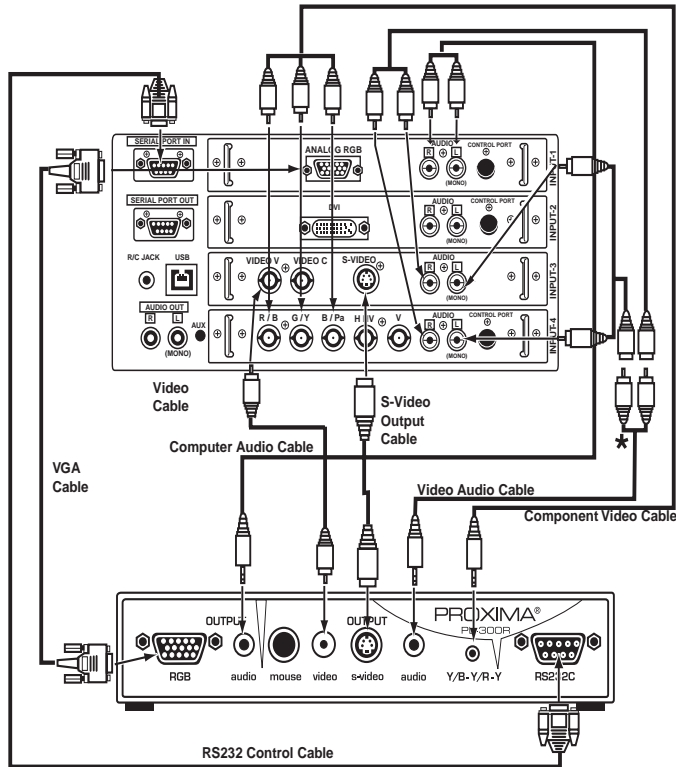 SERIAL PORT IN
ANALOG RGB
AUDIO
R
L
(MONO)
CONTROL PORT
INPUT-1
SERIAL PORT OUT
DVI
AUDIO
R
L
(MONO)
CONTROL PORT
INPUT-2
R/C JACK
USB
VIDEO V
VIDEO C
S-VIDEO
AUDIO
R
L
(MONO)
INPUT-3
AUDIO OUT
R
L
(MONO)
AUX
R / B
G / Y
B / Pa
V
AUDIO
R
L
(MONO)
CONTROL PORT
INPUT-4
Video
Cable
S-Video
Output
Cable
Computer Audio Cable
VGA
Cable
*
Video Audio Cable
Component Video Cable
PROXIMA®
OUTPUT
OUTPUT
RGB
audio
mouse
video
s-video
audio
Y/B-Y/R-Y
RS232C
RS232 Control Cable